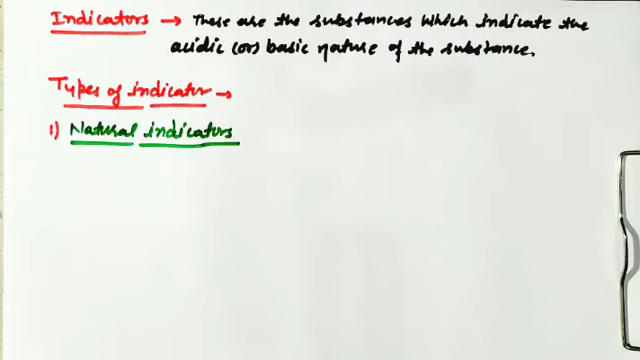 Indicators → These are the substances which indicate the
acidic (or) basic nature of the substance.
Types of indicator →
1) Natural indicators